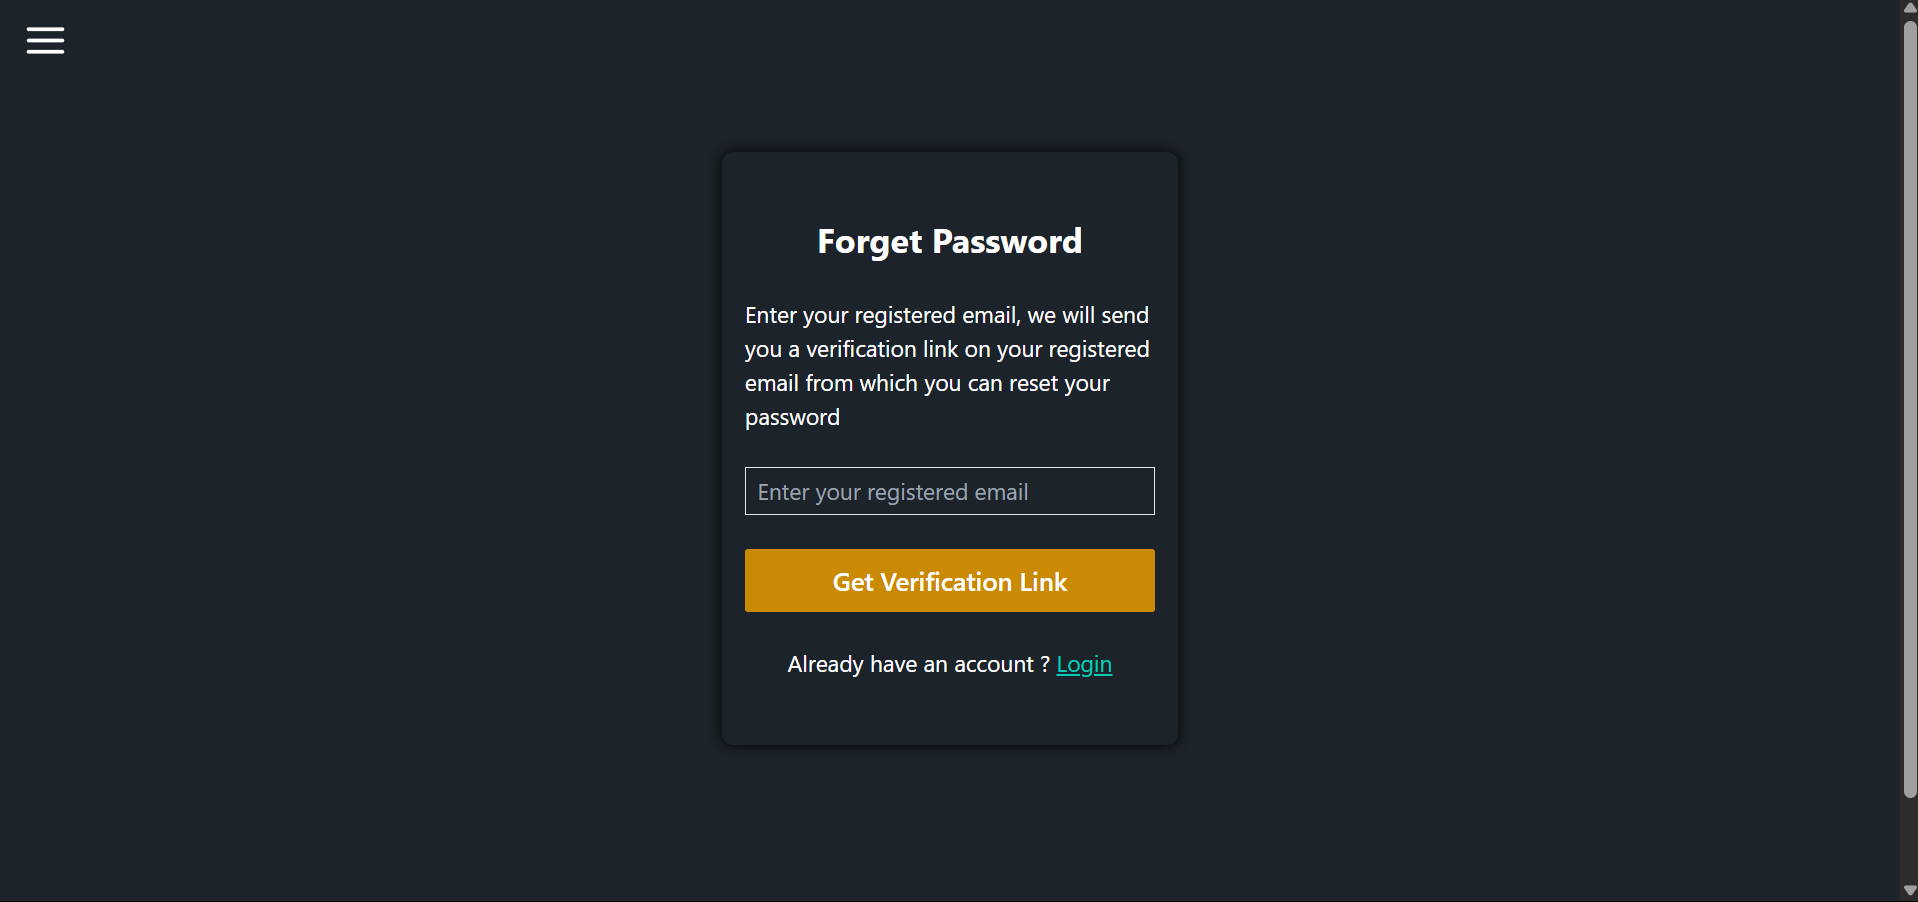 Forget Password
Enter your registered email, we will send
you a verification link on your registered
email from which you can reset your
password
Enter your registered email
Get Verification Link
Already have an account ? Login